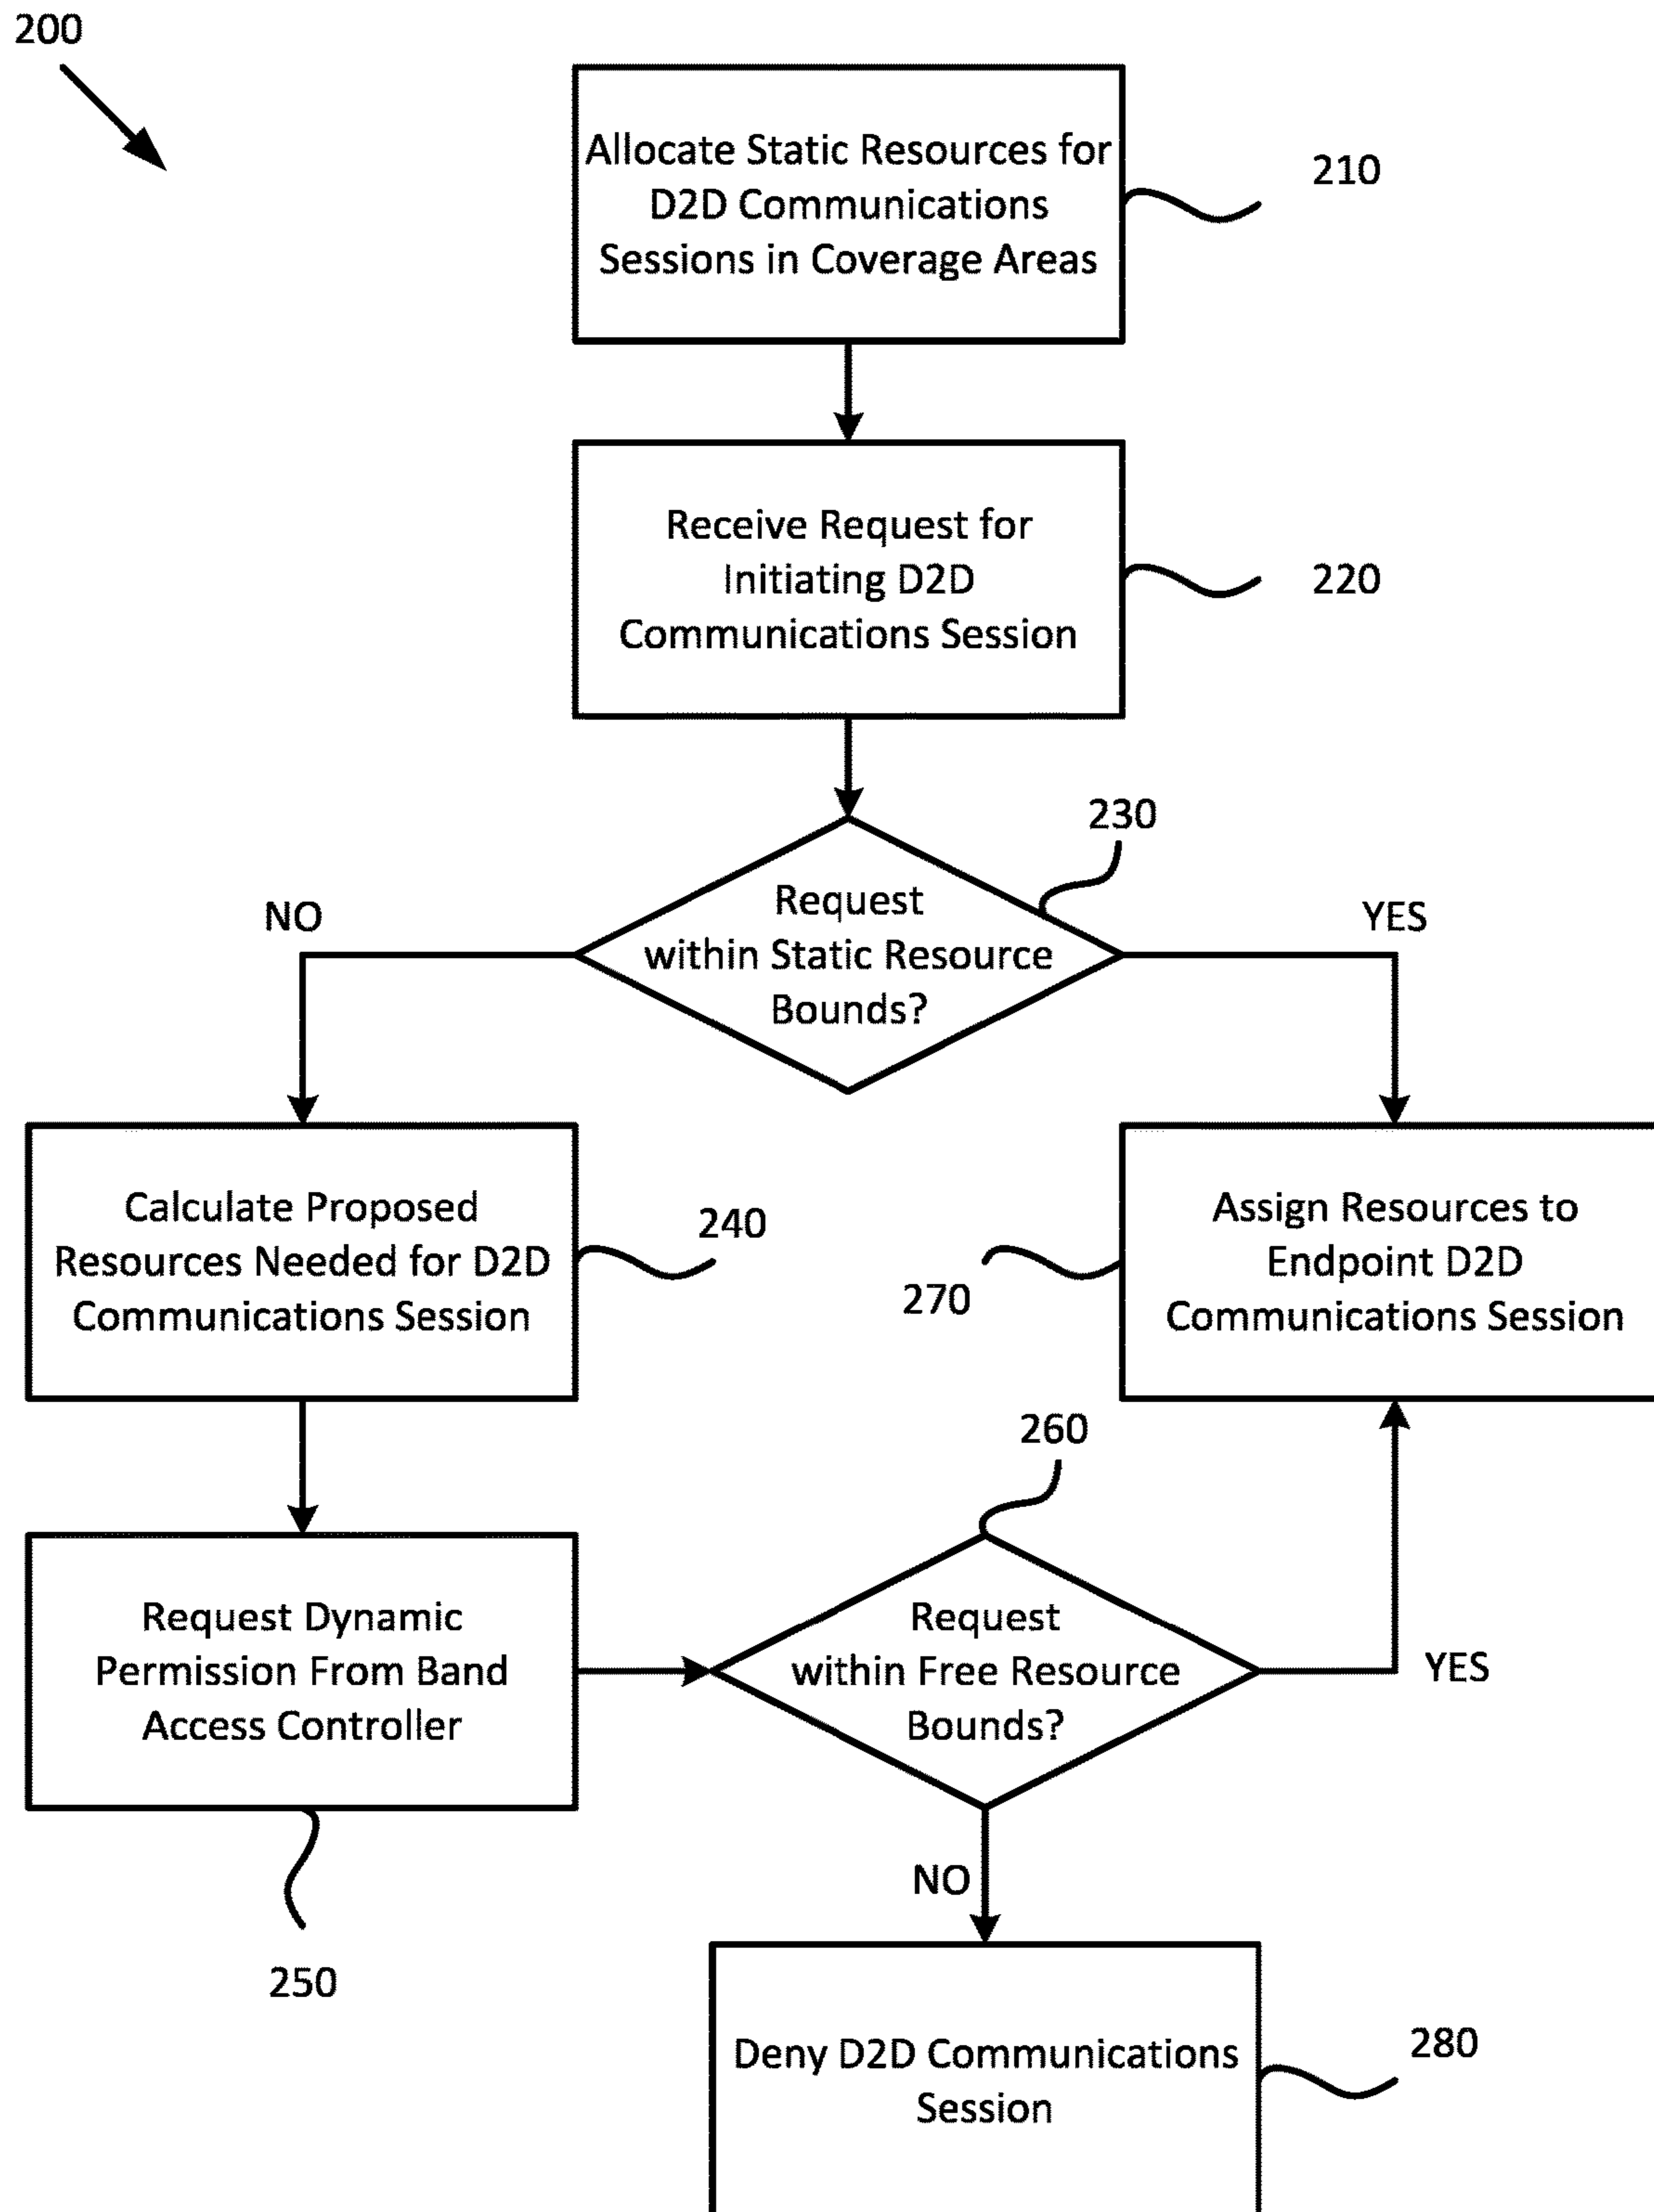 200
Allocate Static Resources for
D2D Communications
Sessions in Coverage Areas
210
Receive Request for
Initiating D2D
Communications Session
220
230
Request
within Static Resource
Bounds?
NO
YES
Calculate Proposed
Resources Needed for D2D
Communications Session
240
Assign Resources to
Endpoint D2D
Communications Session
270
Request Dynamic
Permission From Band
Access Controller
250
260
Request
within Free Resource
Bounds?
YES
NO
Deny D2D Communications
Session
280